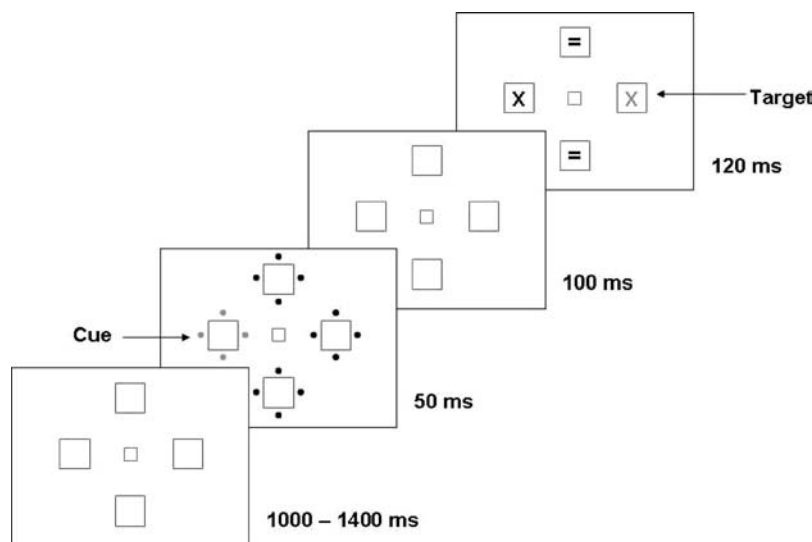 =
X X
=
Target
120 ms
100 ms
Cue
50 ms
1000 – 1400 ms